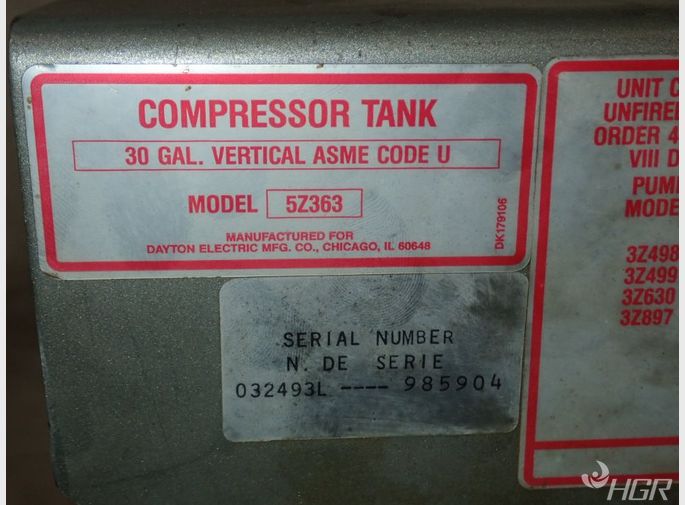 COMPRESSOR TANK
30 GAL. VERTICAL ASME CODE U
MODEL 5Z363
MANUFACTURED FOR
DAYTON ELECTRIC MFG. CO., CHICAGO, IL 60648
DK179106
SERIAL NUMBER
N. DE SERIE
032493L ---- 985904
UNIT C
UNFIRE
ORDER 4
VIII D
PUM
MODE
3Z498
3Z499
3Z630
3Z897
HGR